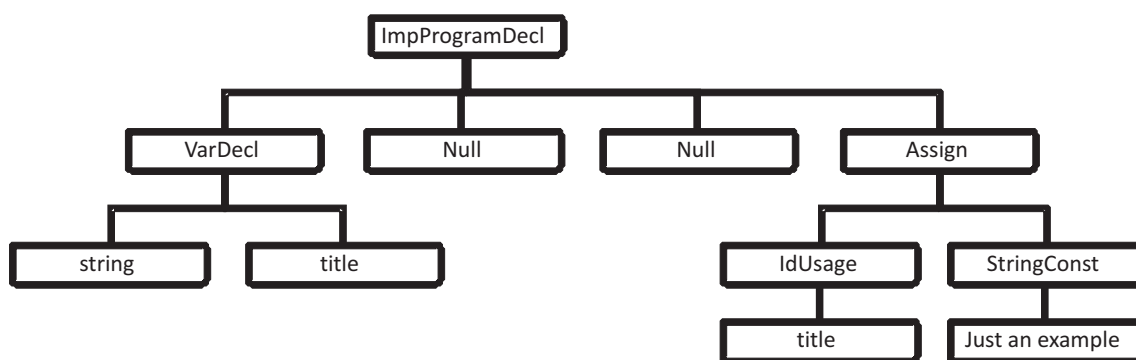 ImpProgramDecl
VarDecl Null Null Assign
string title IdUsage StringConst
title Just an example